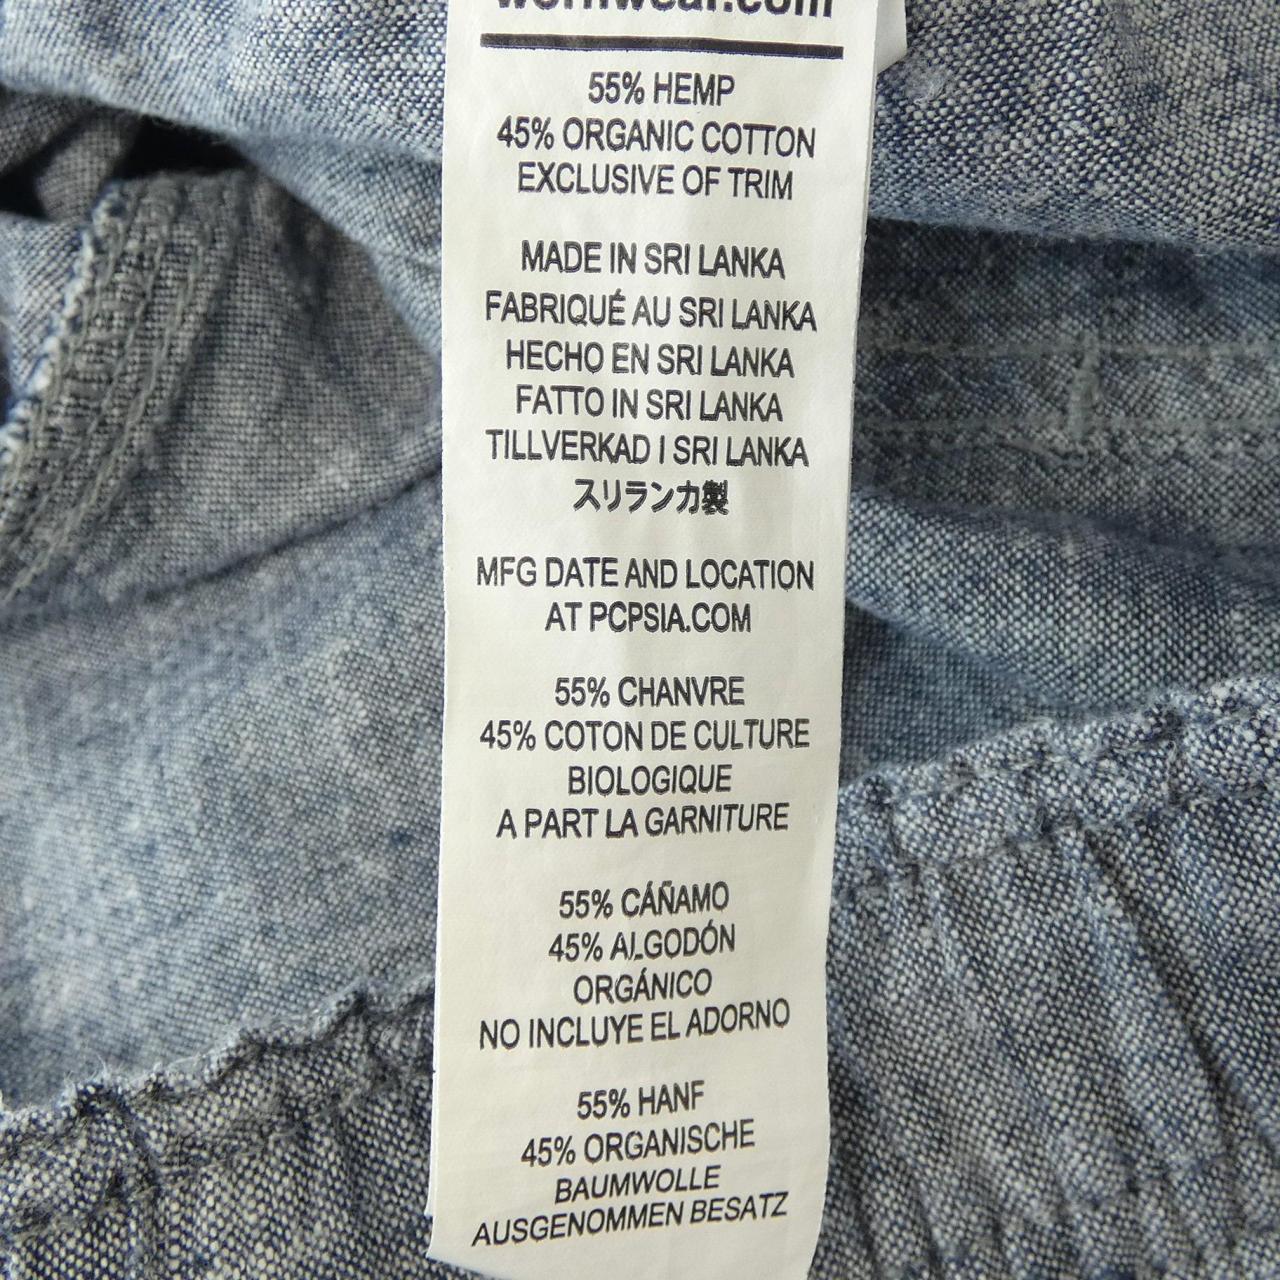 wornwear.com
55% HEMP
45% ORGANIC COTTON
EXCLUSIVE OF TRIM
MADE IN SRI LANKA
FABRIQUÉ AU SRI LANKA
HECHO EN SRI LANKA
FATTO IN SRI LANKA
TILLVERKAD I SRI LANKA
スリランカ製
MFG DATE AND LOCATION
AT PCPSIA.COM
55% CHANVRE
45% COTON DE CULTURE
BIOLOGIQUE
A PART LA GARNITURE
55% CÁÑAMO
45% ALGODÓN
ORGÁNICO
NO INCLUYE EL ADORNO
55% HANF
45% ORGANISCHE
BAUMWOLLE
AUSGENOMMEN BESATZ